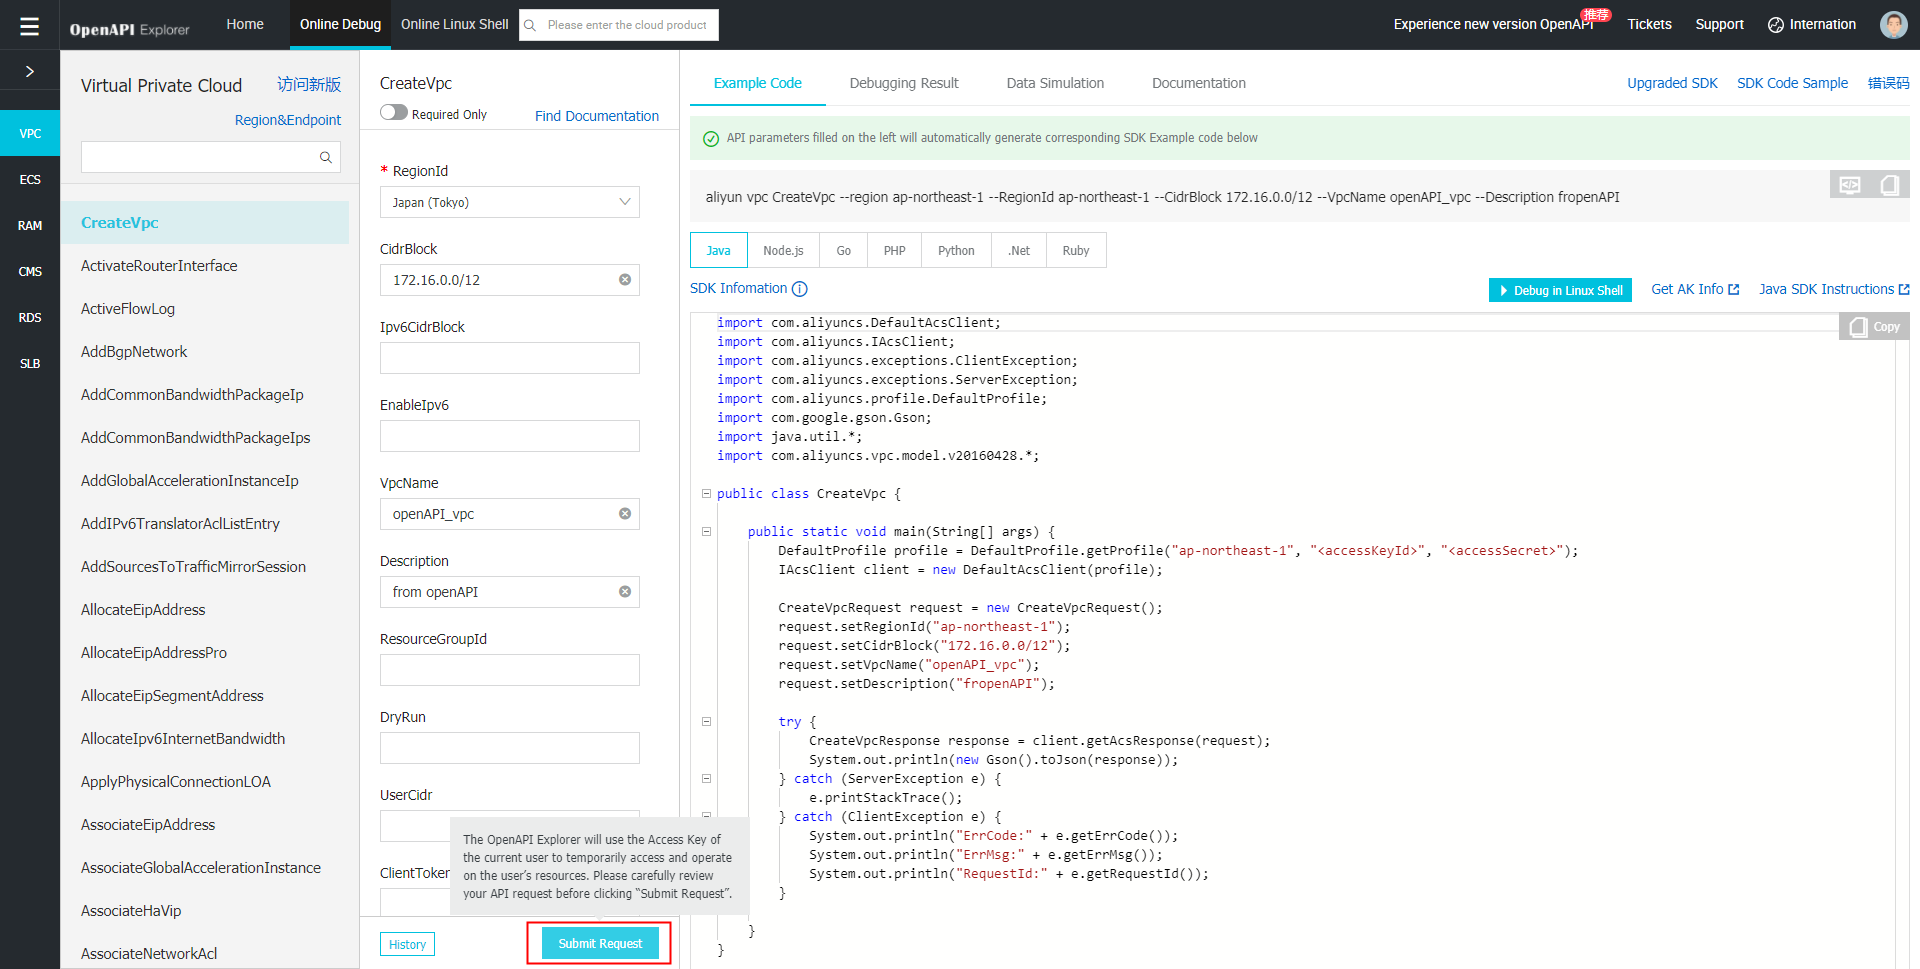 OpenAPI Explorer
Home
Online Debug
Online Linux Shell
Please enter the cloud product
Experience new version OpenAPI
推荐
Tickets
Support
Internation
VPC
ECS
RAM
CMS
RDS
SLB
Virtual Private Cloud
访问新版
Region&Endpoint
CreateVpc
ActivateRouterInterface
ActiveFlowLog
AddBgpNetwork
AddCommonBandwidthPackageIp
AddCommonBandwidthPackageIps
AddGlobalAccelerationInstanceIp
AddIPv6TranslatorAclListEntry
AddSourcesToTrafficMirrorSession
AllocateEipAddress
AllocateEipAddressPro
AllocateEipSegmentAddress
AllocateIpv6InternetBandwidth
ApplyPhysicalConnectionLOA
AssociateEipAddress
AssociateGlobalAccelerationInstance
AssociateHaVip
AssociateNetworkAcl
CreateVpc
Required Only
Find Documentation
* RegionId
Japan (Tokyo)
CidrBlock
172.16.0.0/12
Ipv6CidrBlock
EnableIpv6
VpcName
openAPI_vpc
Description
from openAPI
ResourceGroupId
DryRun
UserCidr
ClientToken
The OpenAPI Explorer will use the Access Key of
the current user to temporarily access and operate
on the user's resources. Please carefully review
your API request before clicking “Submit Request”.
History
Submit Request
Example Code
Debugging Result
Data Simulation
Documentation
Upgraded SDK
SDK Code Sample
错误码
API parameters filled on the left will automatically generate corresponding SDK Example code below
aliyun vpc CreateVpc --region ap-northeast-1 --RegionId ap-northeast-1 --CidrBlock 172.16.0.0/12 --VpcName openAPI_vpc --Description fropenAPI
Java
Node.js
Go
PHP
Python
.Net
Ruby
SDK Infomation
Debug in Linux Shell
Get AK Info
Java SDK Instructions
Copy
import com.aliyuncs.DefaultAcsClient;
import com.aliyuncs.IAcsClient;
import com.aliyuncs.exceptions.ClientException;
import com.aliyuncs.exceptions.ServerException;
import com.aliyuncs.profile.DefaultProfile;
import com.google.gson.Gson;
import java.util.*;
import com.aliyuncs.vpc.model.v20160428.*;
public class CreateVpc {
public static void main(String[] args) {
DefaultProfile profile = DefaultProfile.getProfile("ap-northeast-1", "<accessKeyId>", "<accessSecret>");
IAcsClient client = new DefaultAcsClient(profile);
CreateVpcRequest request = new CreateVpcRequest();
request.setRegionId("ap-northeast-1");
request.setCidrBlock("172.16.0.0/12");
request.setVpcName("openAPI_vpc");
request.setDescription("fropenAPI");
try {
CreateVpcResponse response = client.getAcsResponse(request);
System.out.println(new Gson().toJson(response));
} catch (ServerException e) {
e.printStackTrace();
} catch (ClientException e) {
System.out.println("ErrCode:" + e.getErrCode());
System.out.println("ErrMsg:" + e.getErrMsg());
System.out.println("RequestId:" + e.getRequestId());
}
}
}